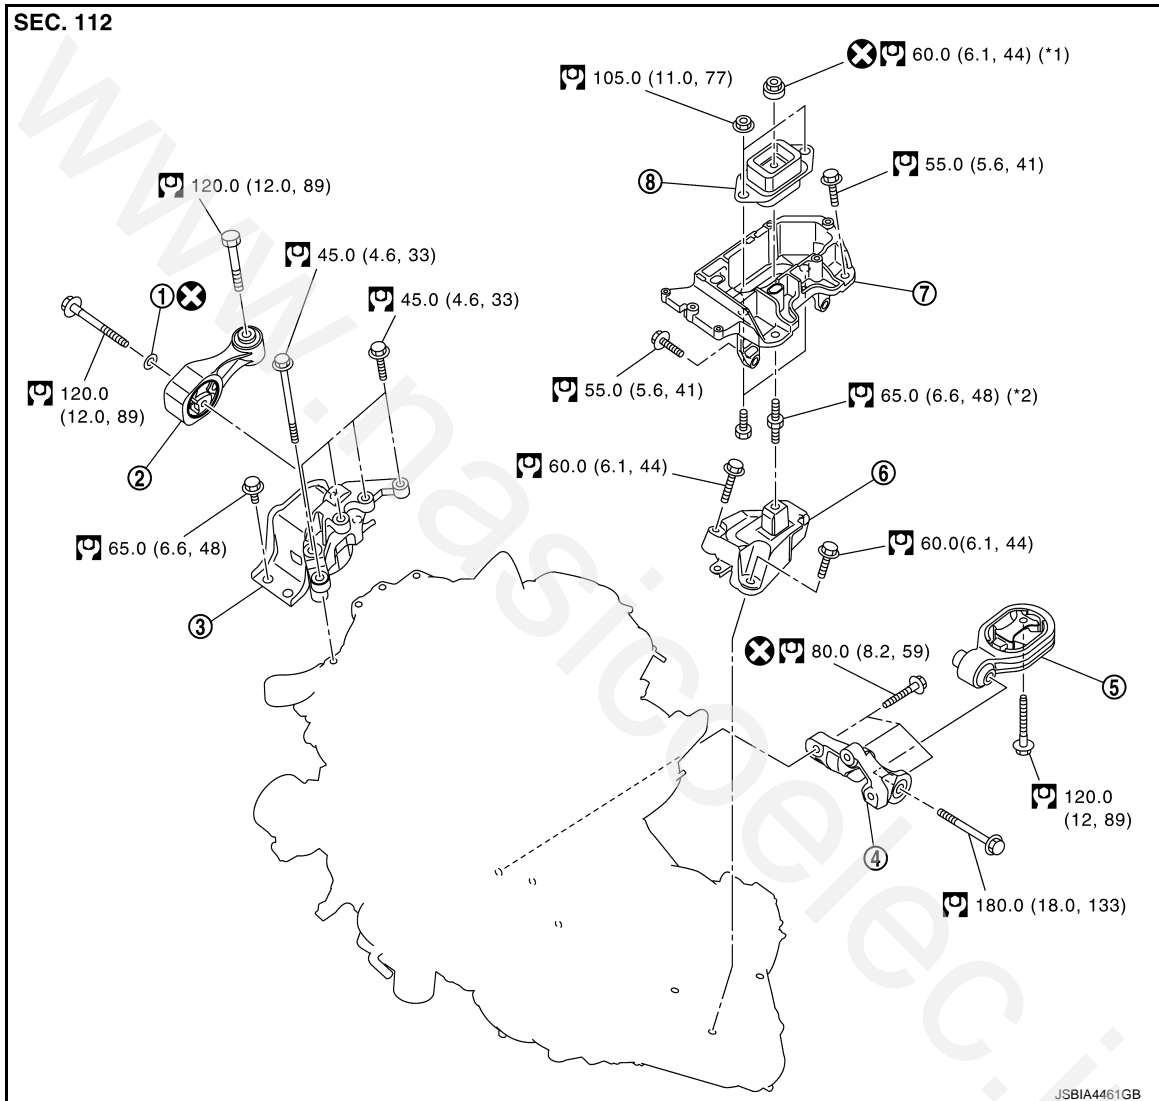 SEC. 112
60.0 (6.1, 44) (*1)
105.0 (11.0, 77)
55.0 (5.6, 41)
8
120.0 (12.0, 89)
45.0 (4.6, 33)
1
45.0 (4.6, 33)
7
120.0
(12.0, 89)
55.0 (5.6, 41)
65.0 (6.6, 48) (*2)
2
60.0 (6.1, 44)
6
65.0 (6.6, 48)
60.0(6.1, 44)
3
80.0 (8.2, 59)
5
120.0
(12, 89)
4
180.0 (18.0, 133)
JSBIA4461GB